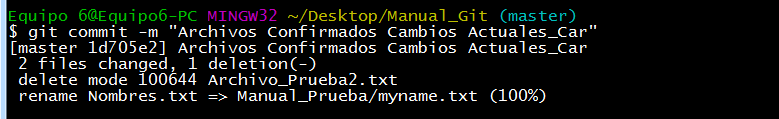 Equipo 6@Equipo6-PC MINGW32 ~/Desktop/Manual_Git (master)
$ git commit -m "Archivos Confirmados Cambios Actuales_Car"
[master 1d705e2] Archivos Confirmados Cambios Actuales_Car
 2 files changed, 1 deletion(-)
 delete mode 100644 Archivo_Prueba2.txt
 rename Nombres.txt => Manual_Prueba/myname.txt (100%)